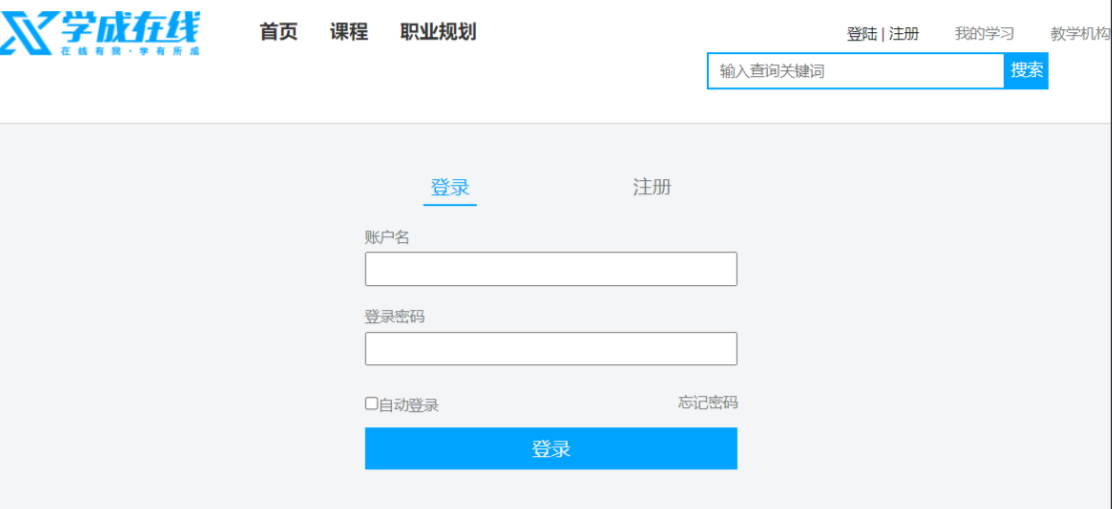 学成在线
在线有我·学有所成
首页 课程 职业规划
登陆 | 注册 我的学习 教学机构
输入查询关键词 搜索
登录 注册
账户名
登录密码
自动登录 忘记密码
登录